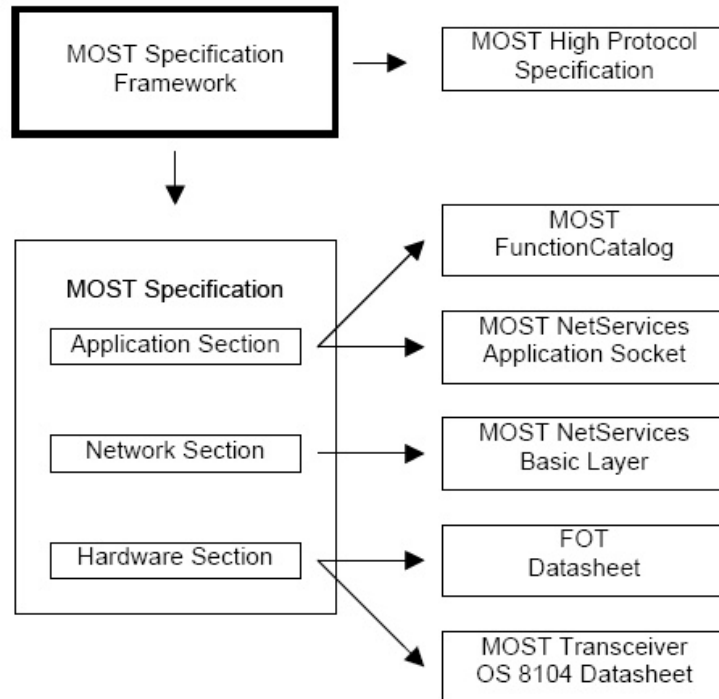 MOST Specification
Framework
MOST High Protocol
Specification
MOST Specification
Application Section
Network Section
Hardware Section
MOST
FunctionCatalog
MOST NetServices
Application Socket
MOST NetServices
Basic Layer
FOT
Datasheet
MOST Transceiver
OS 8104 Datasheet